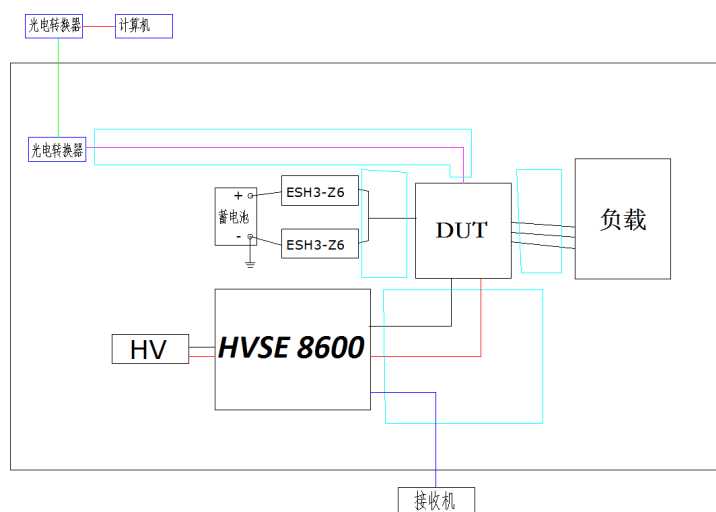 光电转换器
计算机
光电转换器
+
蓄电池
-
ESH3-Z6
ESH3-Z6
DUT
负载
HV
HVSE 8600
接收机